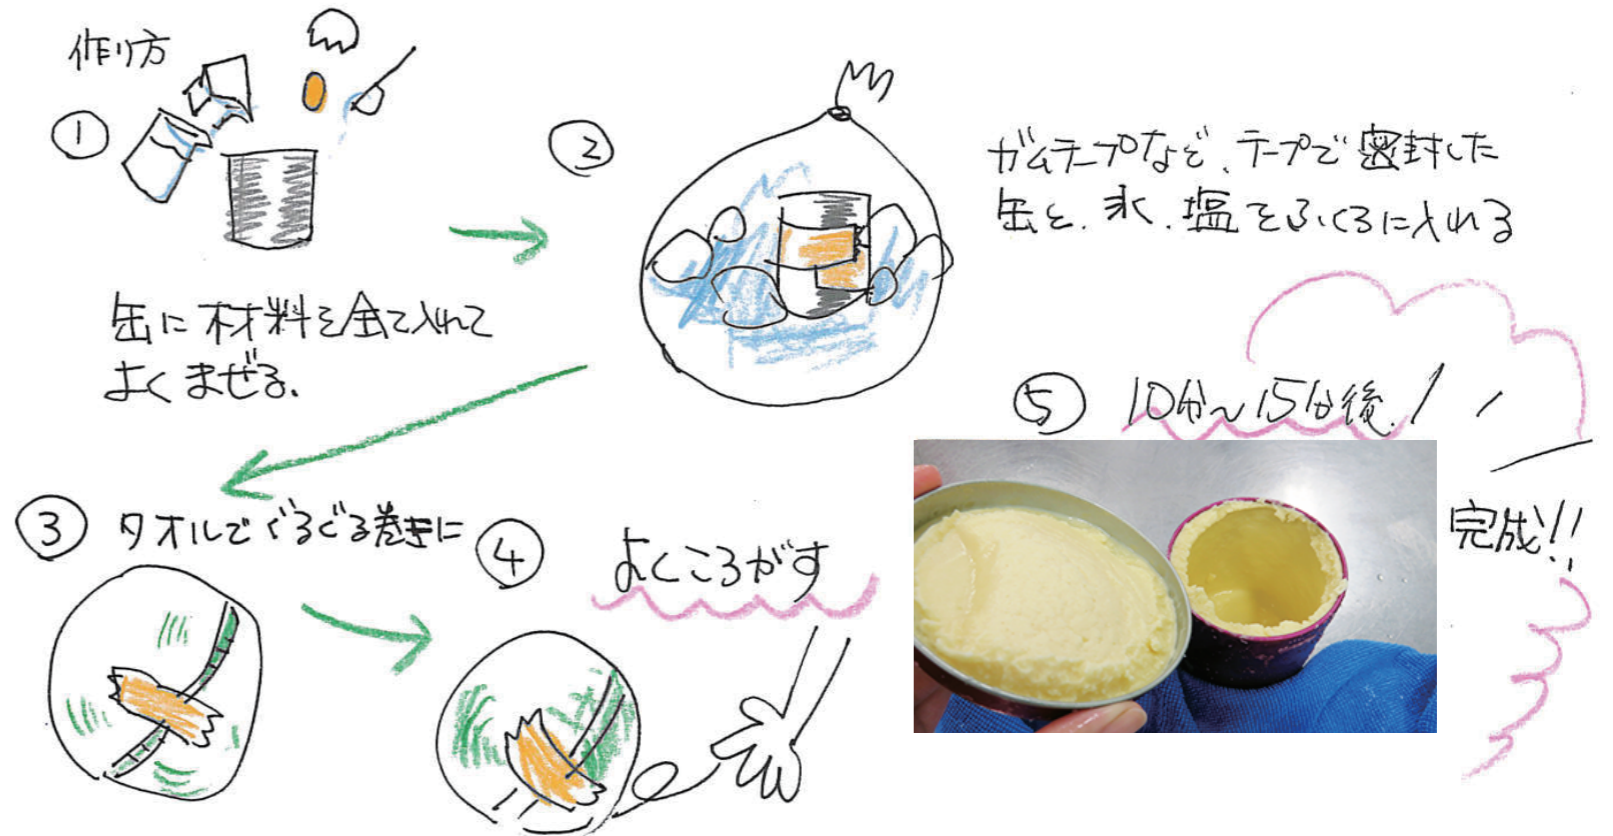 作り方
①
缶に材料を全て入れて
よくまぜる。
②
ガムテープなど、テープで密封した
缶と、氷、塩をふくろに入れる
③ タオルでぐるぐる巻きに
④ よくころがす
⑤ 10分〜15分後!
完成!!